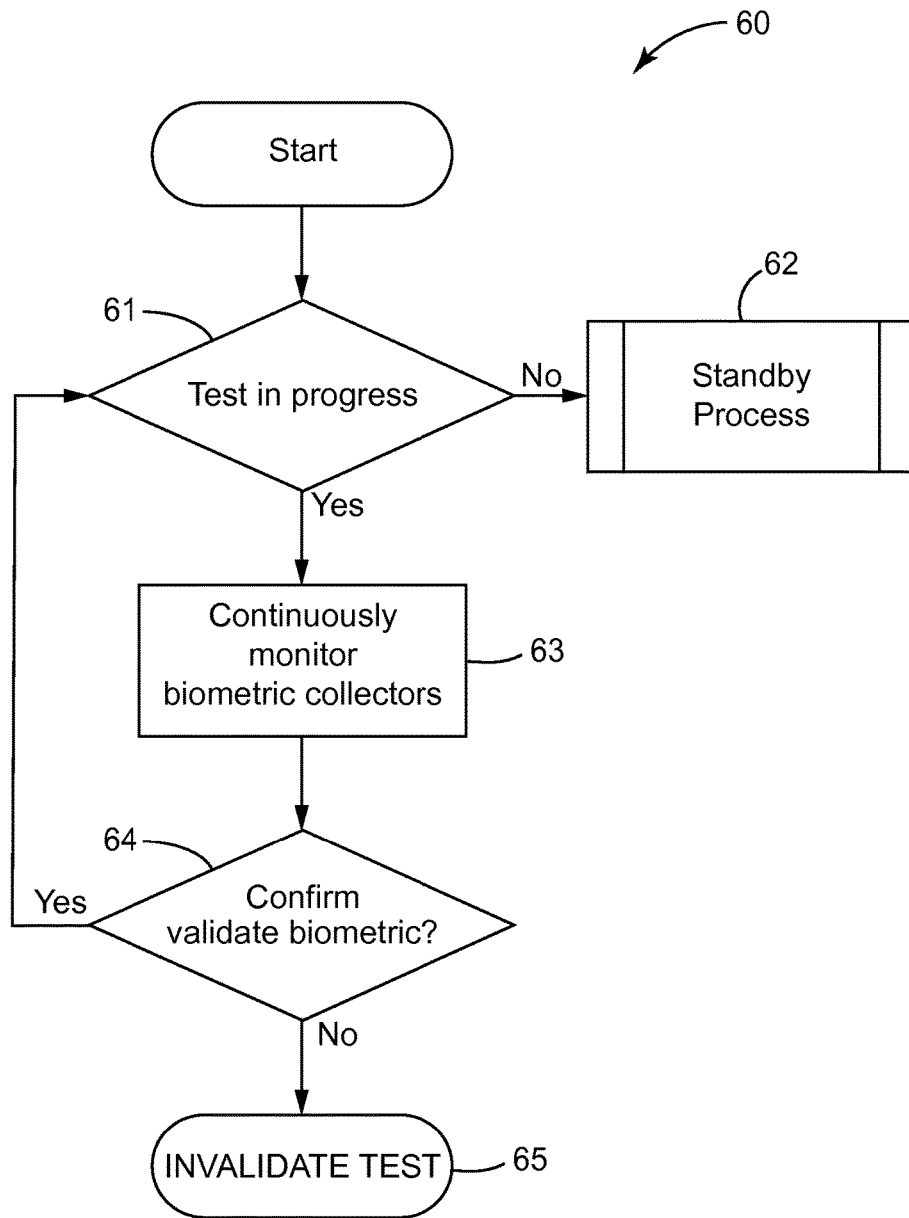 60
Start
61
62
Test in progress
No
Standby
Process
Yes
Continuously
monitor
biometric collectors
63
64
Yes
Confirm
validate biometric?
No
INVALIDATE TEST
65